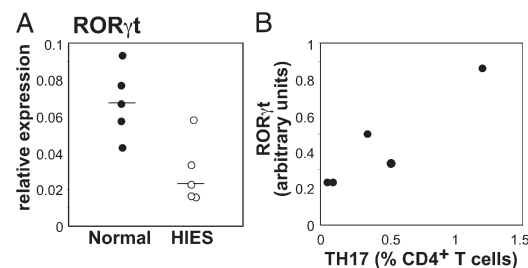 A
RORγt
relative expression
0.1
0.08
0.06
0.04
0.02
0
Normal
HIES
B
RORγt
(arbitrary units)
1
0.8
0.6
0.4
0.2
0
0
0.5
1
1.5
TH17 (% CD4+ T cells)